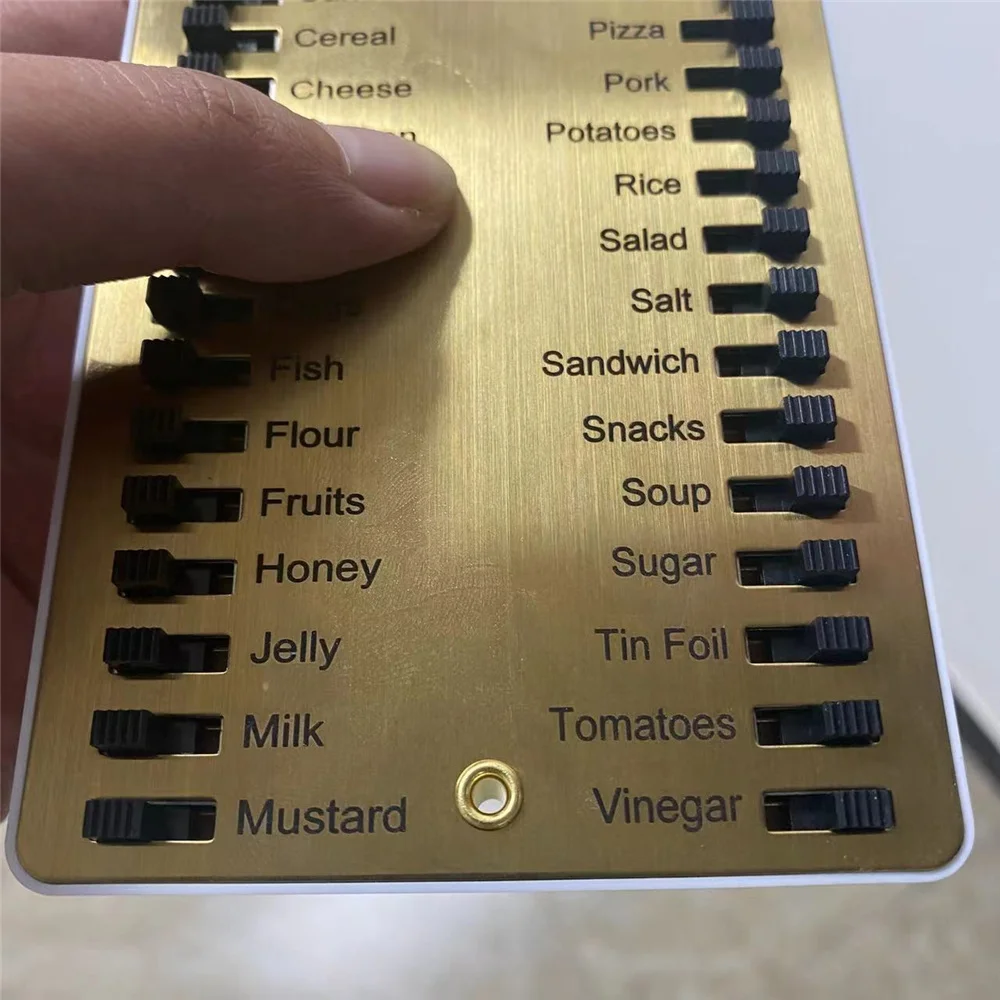 Cereal
Cheese
Fish
Flour
Fruits
Honey
Jelly
Milk
Mustard
Pizza
Pork
Potatoes
Rice
Salad
Salt
Sandwich
Snacks
Soup
Sugar
Tin Foil
Tomatoes
Vinegar